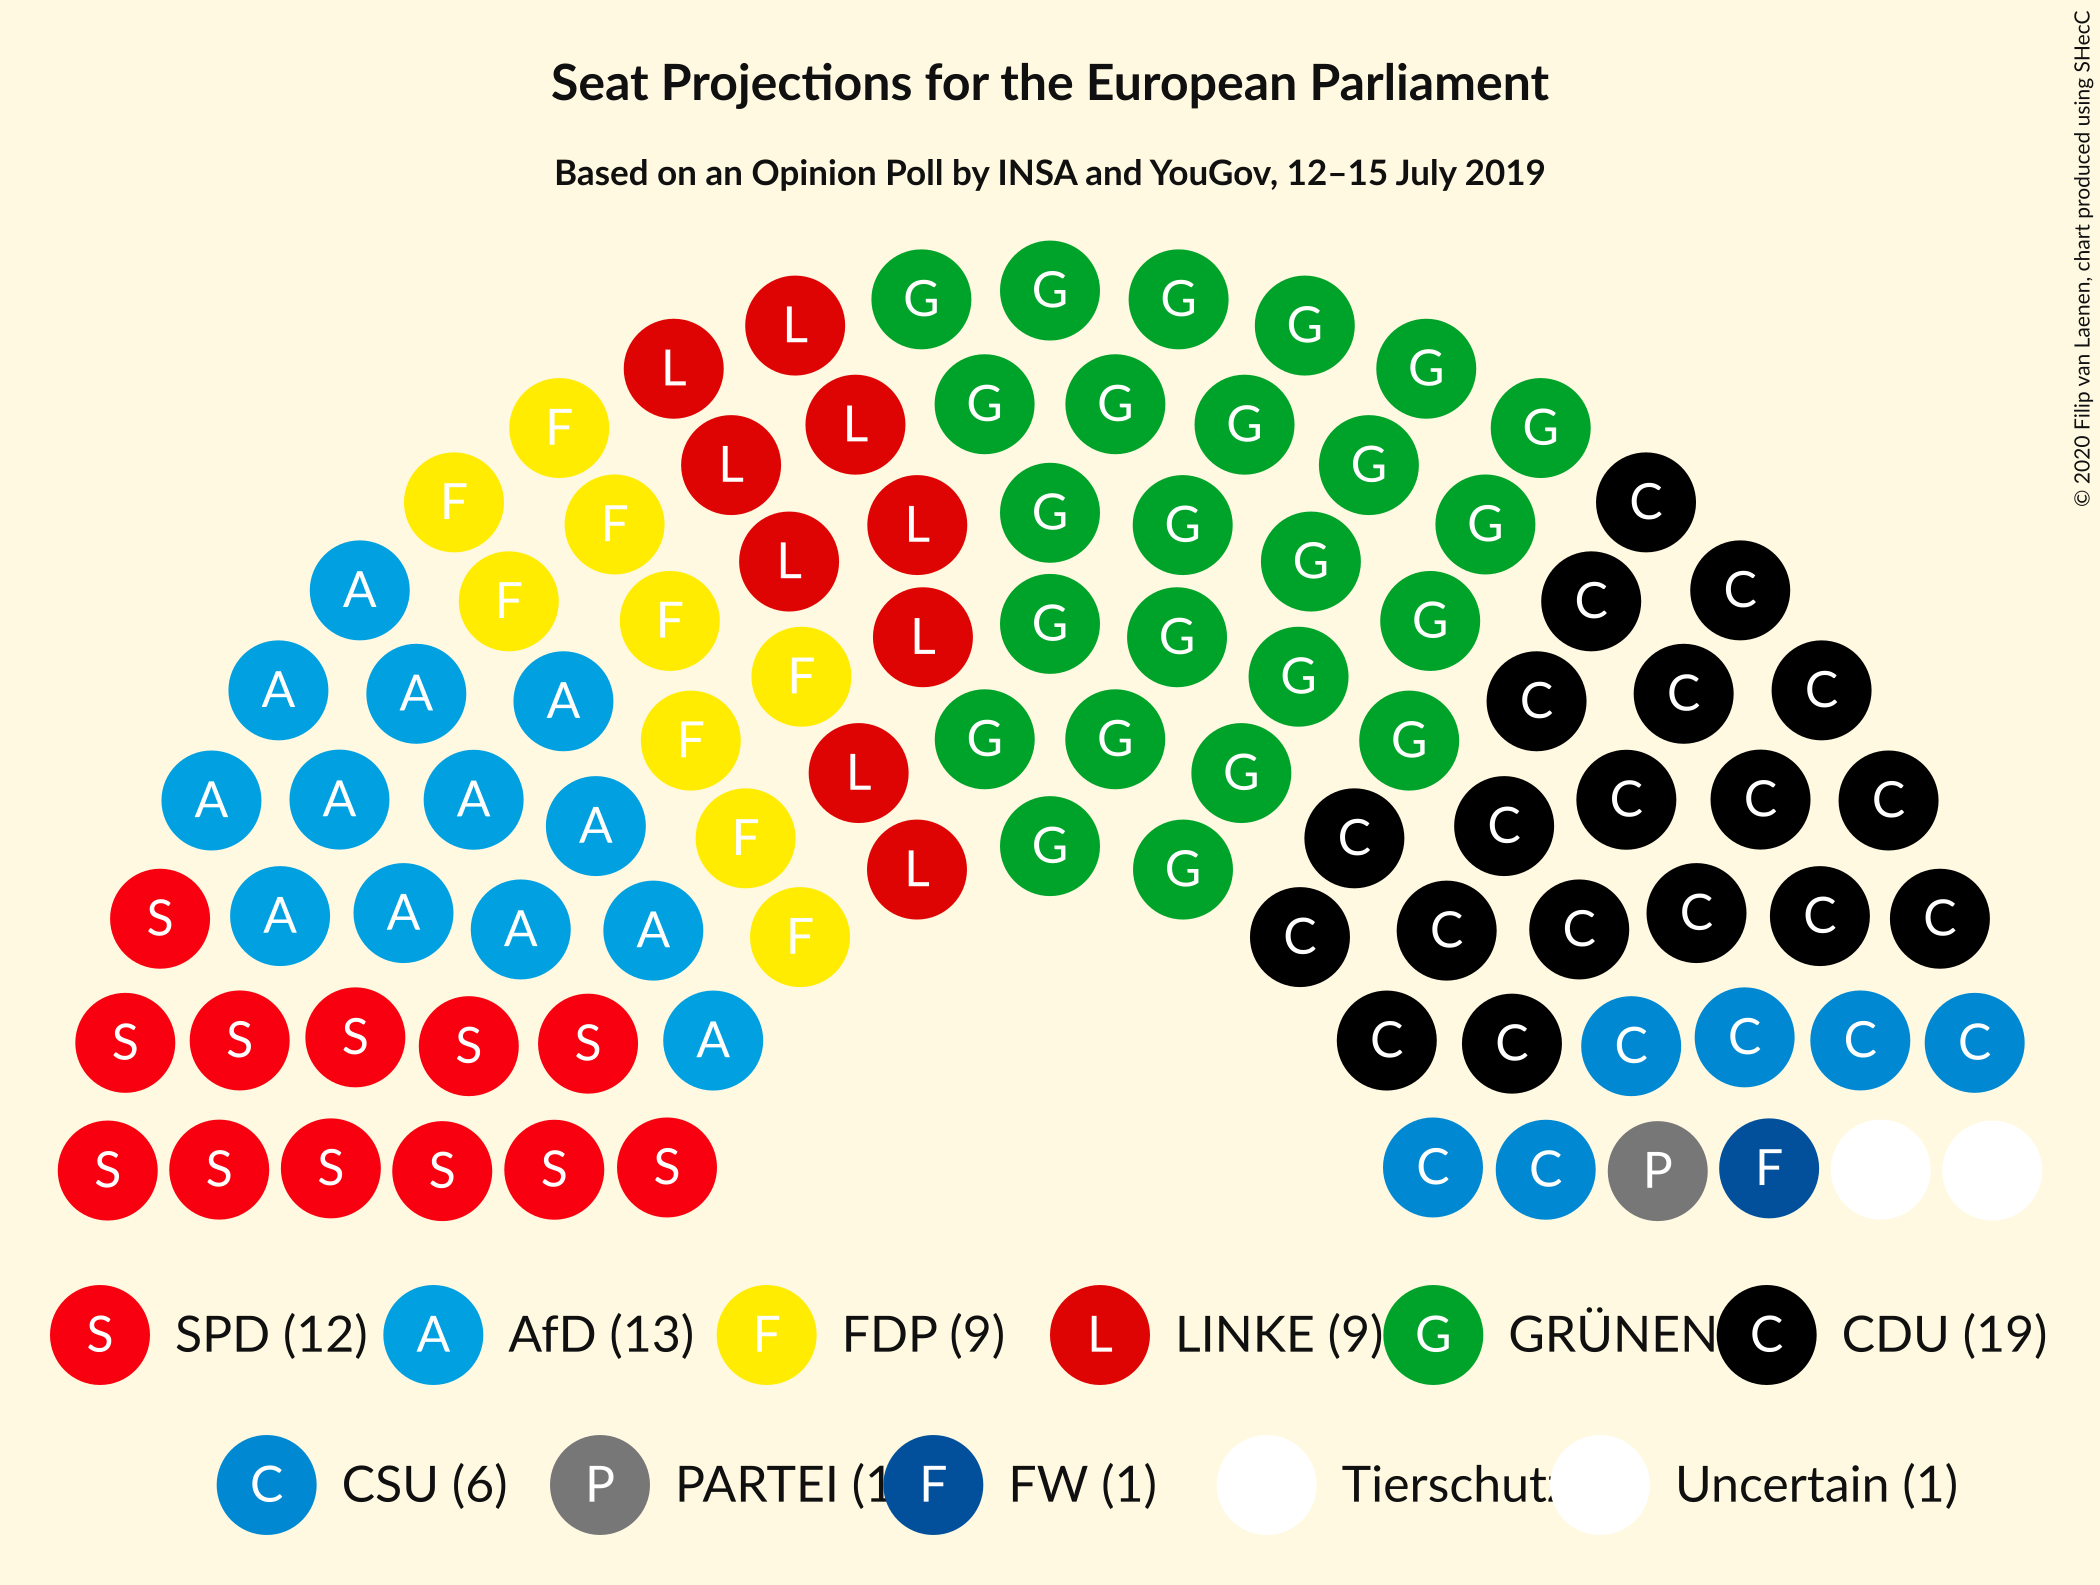 Seat Projections for the European Parliament
Based on an Opinion Poll by INSA and YouGov, 12–15 July 2019
© 2020 Filip van Laenen, chart produced using SHecC
G G G G
L L
G G
L F
G G G G
L L
F F
G G
C
L G G G
F
C
A F L G
F G
C
L G G G
A A A F C C C
F G
L G G G
A A A A C C C C
F C
L G G
S A A A A F C C C C C C
S S S S S A C C C C C C
S S S S S S C C P F
S SPD (12) A AfD (13) F FDP (9) L LINKE (9) G GRÜNEN C CDU (19)
C CSU (6) P PARTEI (1 F FW (1) Tierschut Uncertain (1)